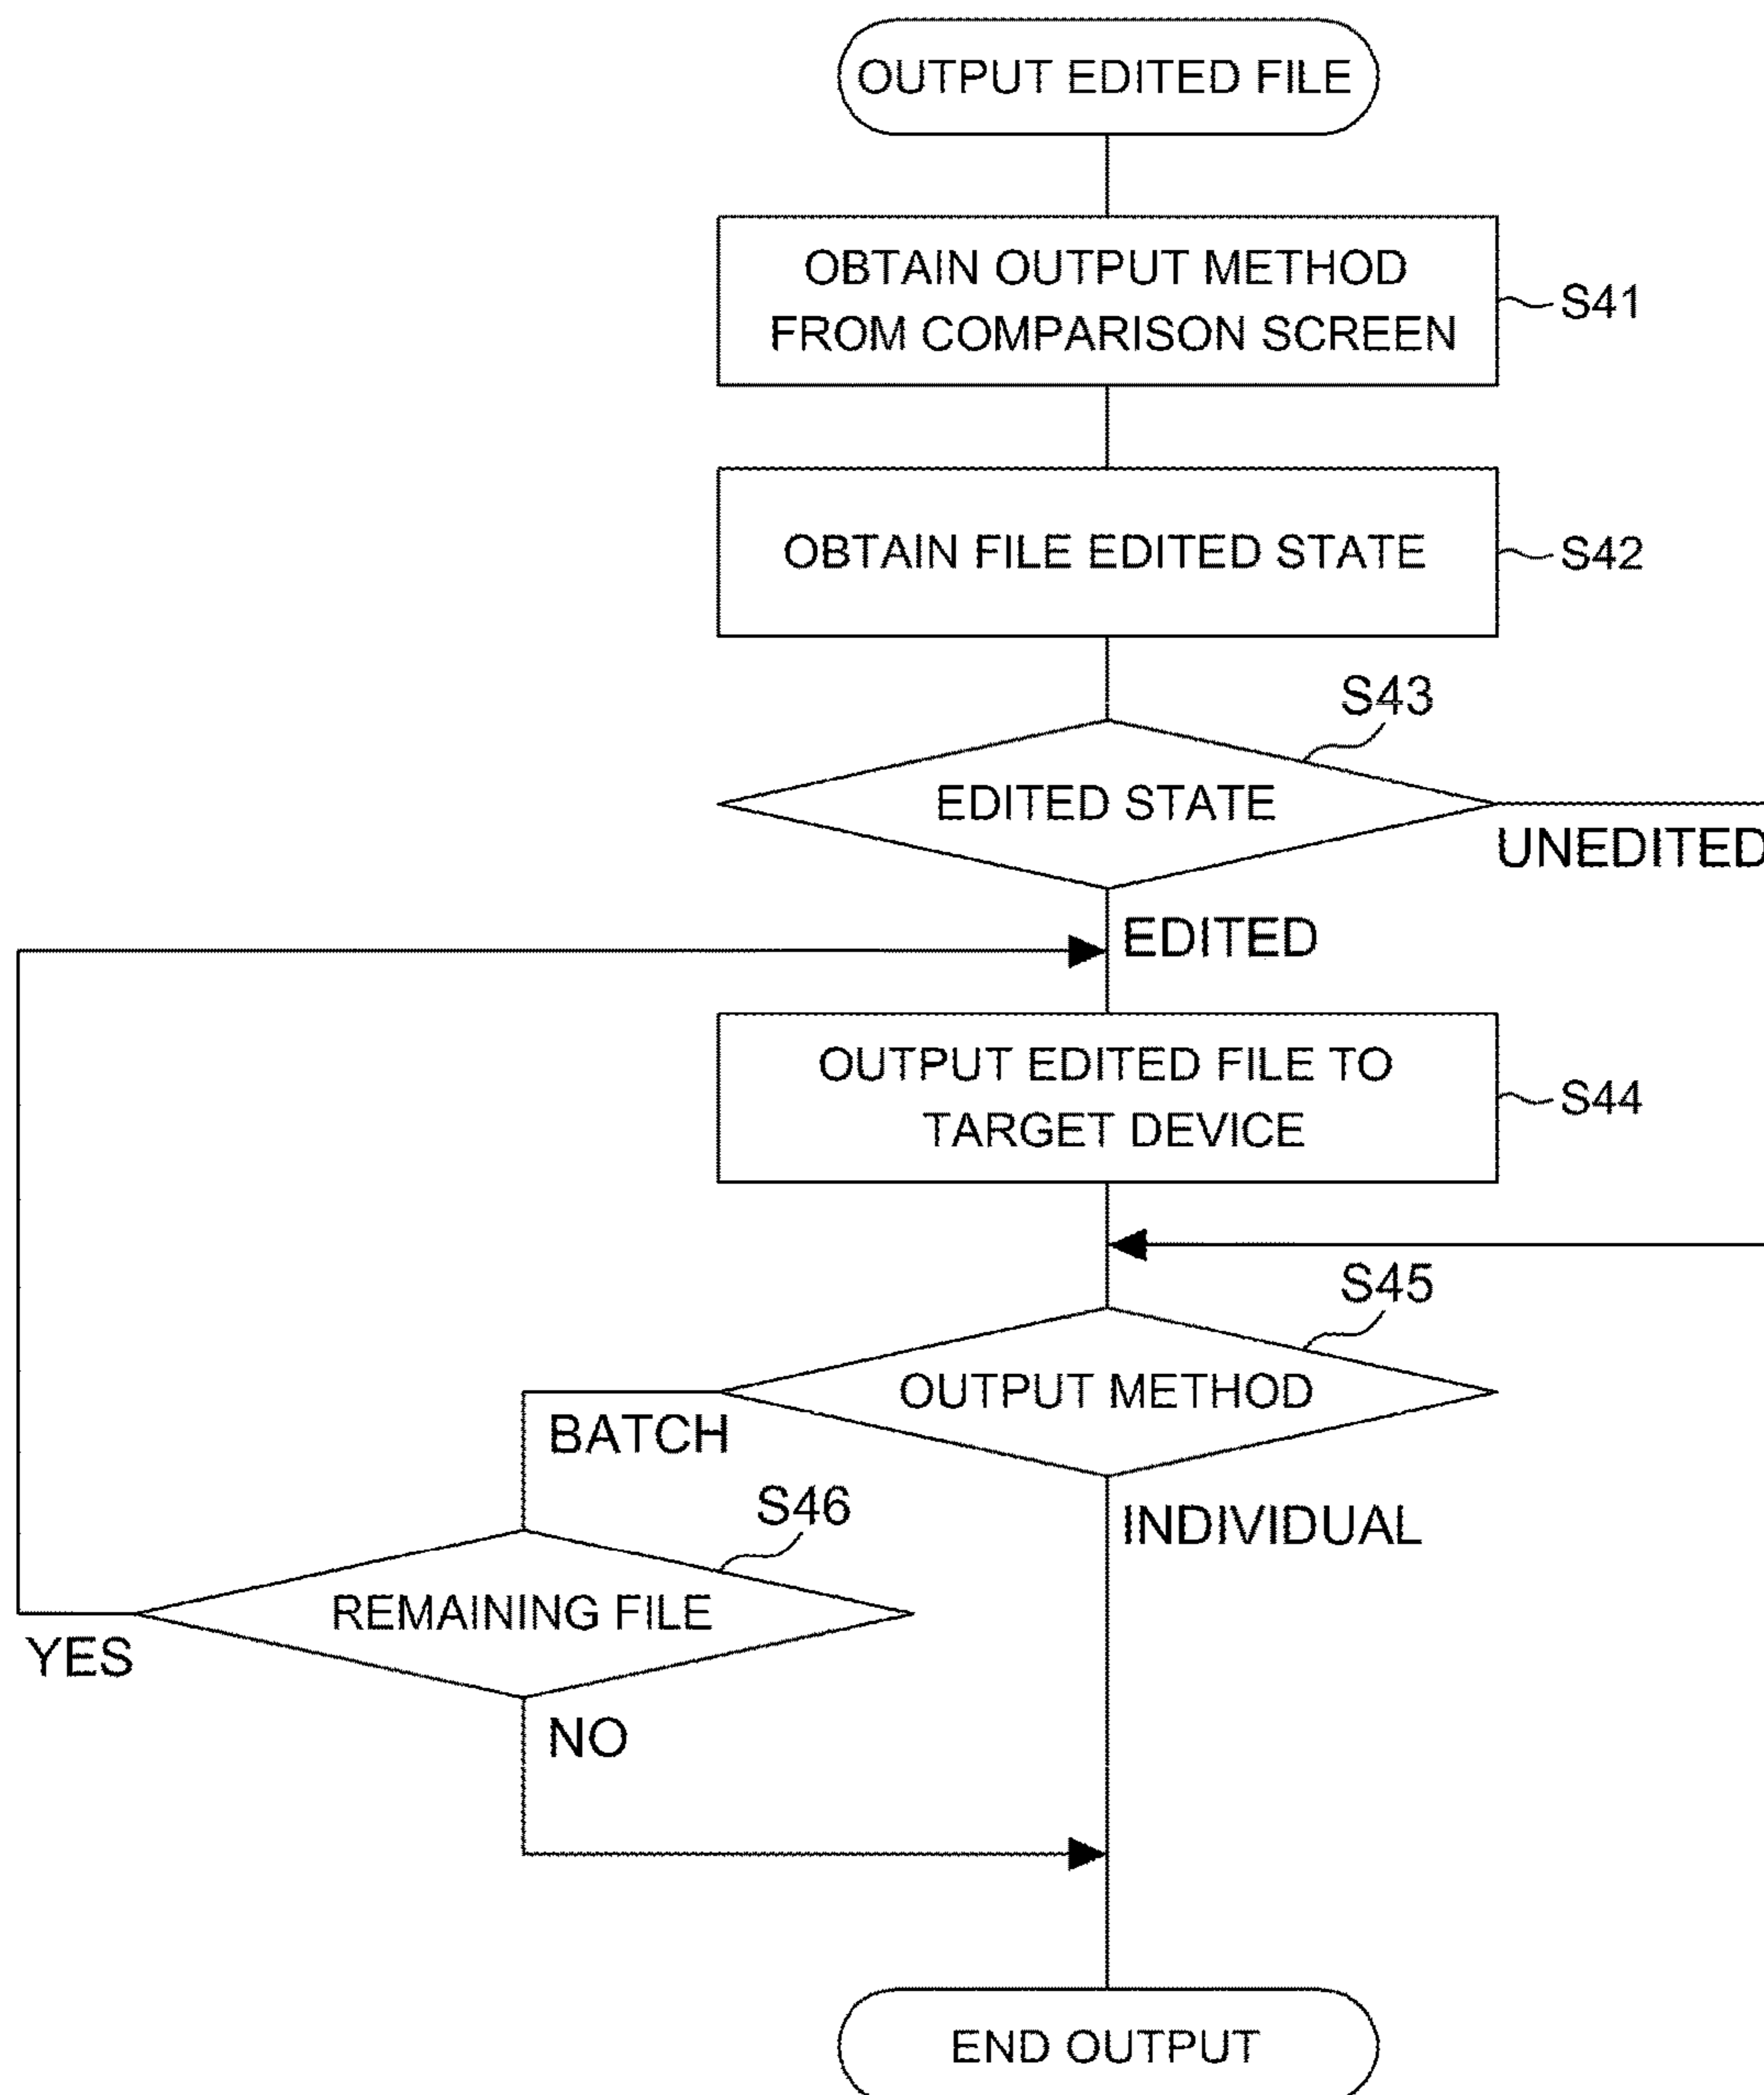 OUTPUT EDITED FILE
OBTAIN OUTPUT METHOD
FROM COMPARISON SCREEN
S41
OBTAIN FILE EDITED STATE
S42
S43
EDITED STATE
UNEDITED
EDITED
OUTPUT EDITED FILE TO
TARGET DEVICE
S44
S45
OUTPUT METHOD
BATCH
INDIVIDUAL
S46
REMAINING FILE
YES
NO
END OUTPUT